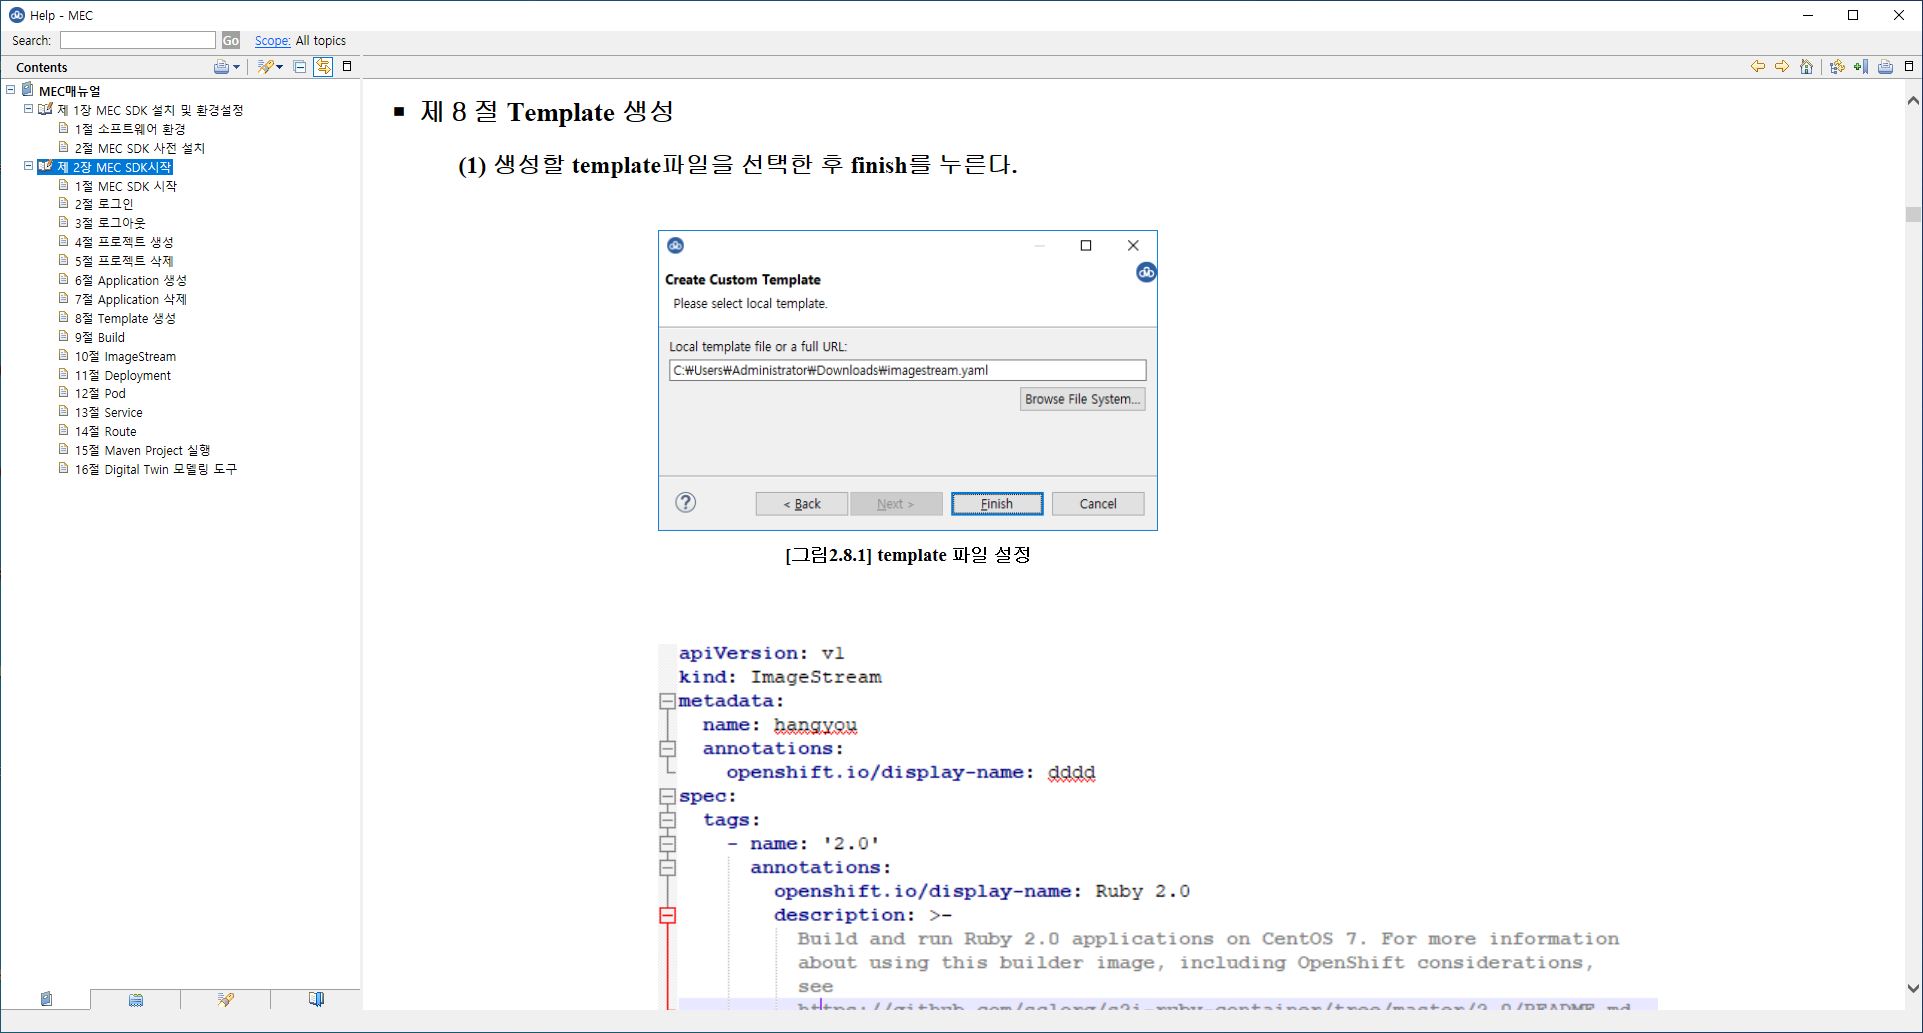 Help - MEC
Search: Go Scope: All topics
Contents
MEC매뉴얼
제 1장 MEC SDK 설치 및 환경설정
1절 소프트웨어 환경
2절 MEC SDK 사전 설치
제 2장 MEC SDK시작
1절 MEC SDK 시작
2절 로그인
3절 로그아웃
4절 프로젝트 생성
5절 프로젝트 삭제
6절 Application 생성
7절 Application 삭제
8절 Template 생성
9절 Build
10절 ImageStream
11절 Deployment
12절 Pod
13절 Service
14절 Route
15절 Maven Project 실행
16절 Digital Twin 모델링 도구
■ 제 8 절 Template 생성
(1) 생성할 template파일을 선택한 후 finish를 누른다.
Create Custom Template
Please select local template.
Local template file or a full URL:
C:₩Users₩Administrator₩Downloads₩imagestream.yaml
Browse File System...
? < Back Next > Finish Cancel
[그림2.8.1] template 파일 설정
apiVersion: v1
kind: ImageStream
metadata:
name: hangyou
annotations:
openshift.io/display-name: dddd
spec:
tags:
- name: '2.0'
annotations:
openshift.io/display-name: Ruby 2.0
description: >-
Build and run Ruby 2.0 applications on CentOS 7. For more information
about using this builder image, including OpenShift considerations,
see
https://github.com/sclorg/s2i-ruby-container/tree/master/2.0/README.md